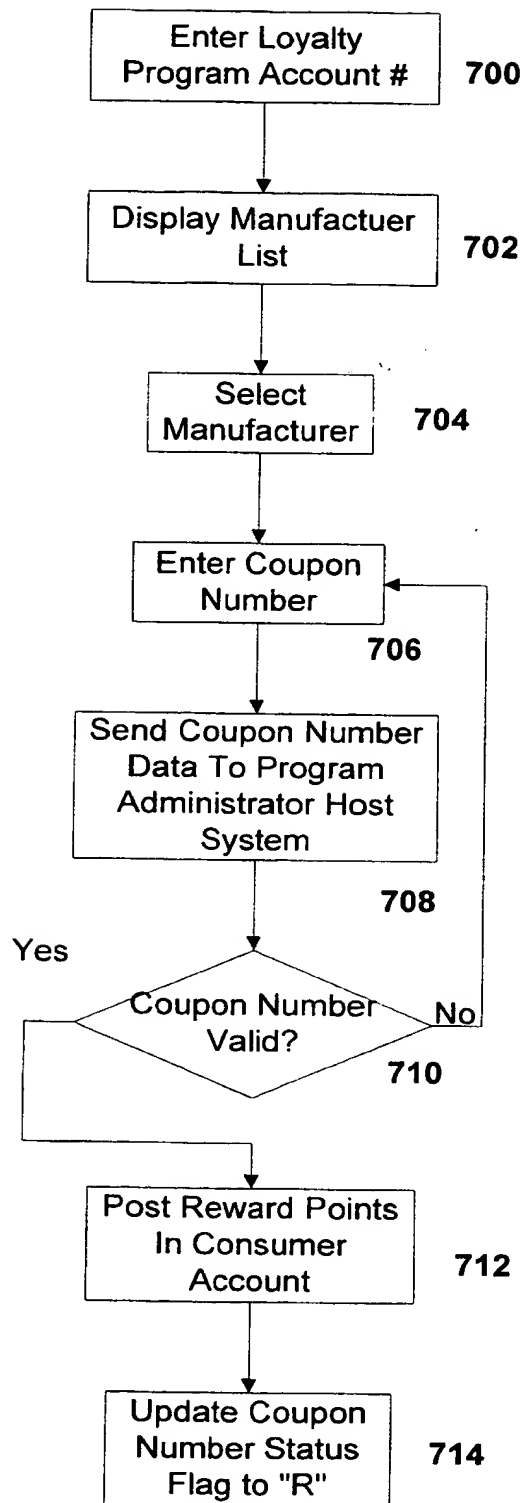 Enter Loyalty
Program Account #
700
Display Manufactuer
List
702
Select
Manufacturer
704
Enter Coupon
Number
706
Send Coupon Number
Data To Program
Administrator Host
System
708
Yes
Coupon Number
Valid?
No
710
Post Reward Points
In Consumer
Account
712
Update Coupon
Number Status
Flag to "R"
714